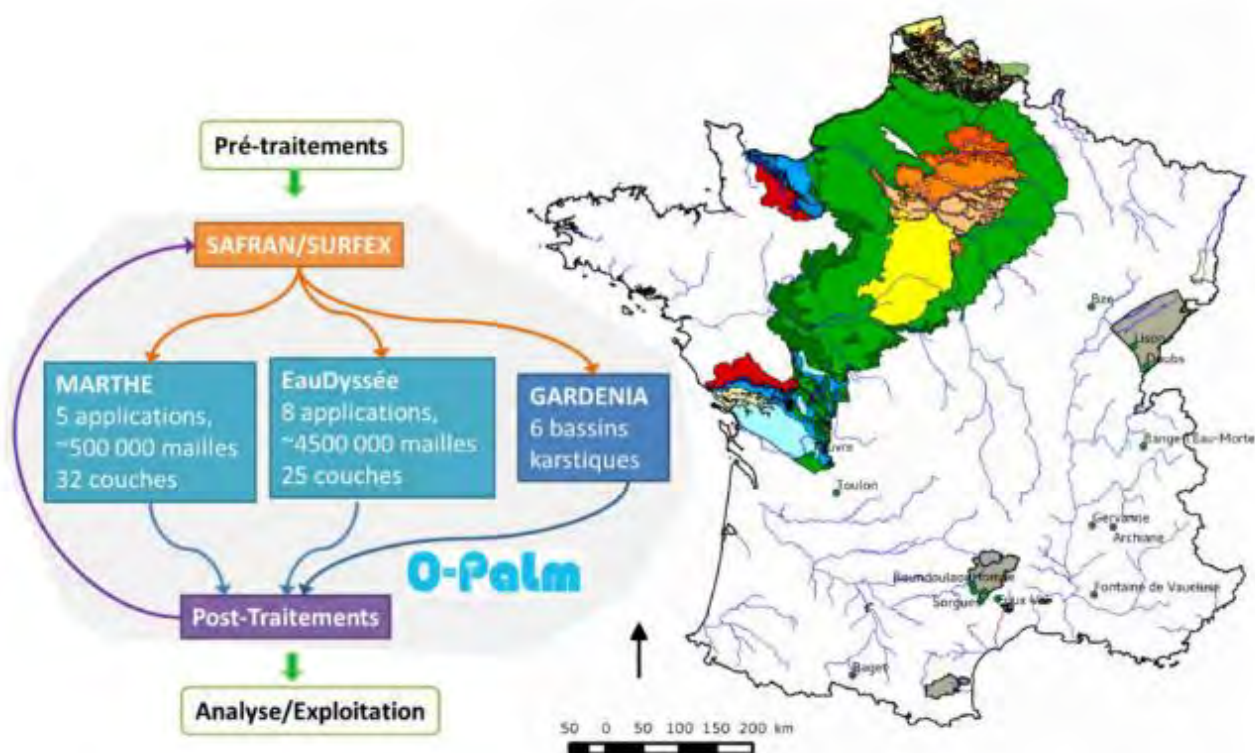 Pré-traitements
SAFRAN/SURFEX
MARTHE
5 applications,
~500 000 mailles
32 couches
EauDyssée
8 applications,
~4500 000 mailles
25 couches
GARDENIA
6 bassins
karstiques
O-PaLm
Post-Traitements
Analyse/Exploitation
Bze
Lison
Doubs
Bange L'Eau-Morte
Touvre
Toulon
Gervanne
Archiane
Fontaine de Vaucluse
Sorgues
Baget
50 0 50 100 150 200 km